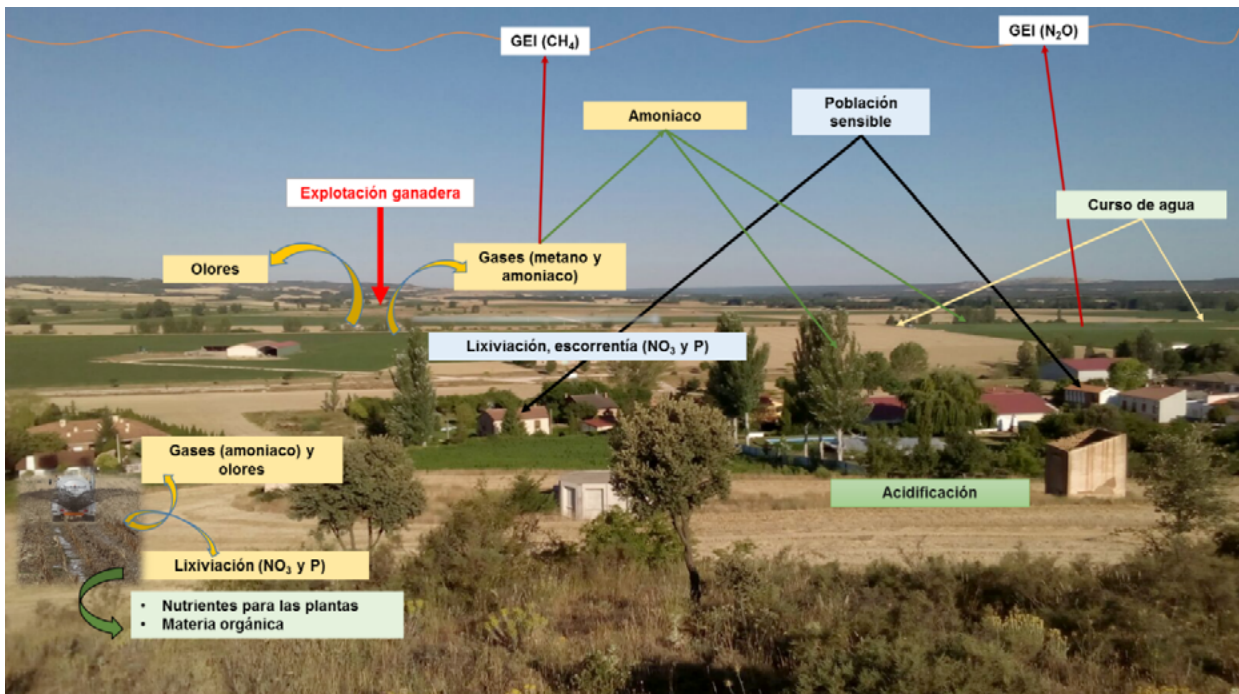 GEI (CH₄)
GEI (N₂O)
Amoniaco
Población
sensible
Explotación ganadera
Curso de agua
Olores
Gases (metano y
amoniaco)
Lixiviación, escorrentía (NO₃ y P)
Gases (amoniaco) y
olores
Acidificación
Lixiviación (NO₃ y P)
• Nutrientes para las plantas
• Materia orgánica